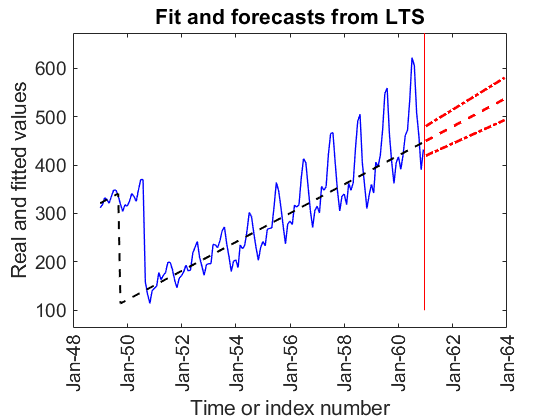 Fit and forecasts from LTS
Real and fitted values
600
500
400
300
200
100
Jan-48
Jan-50
Jan-52
Jan-54
Jan-56
Jan-58
Jan-60
Jan-62
Jan-64
Time or index number